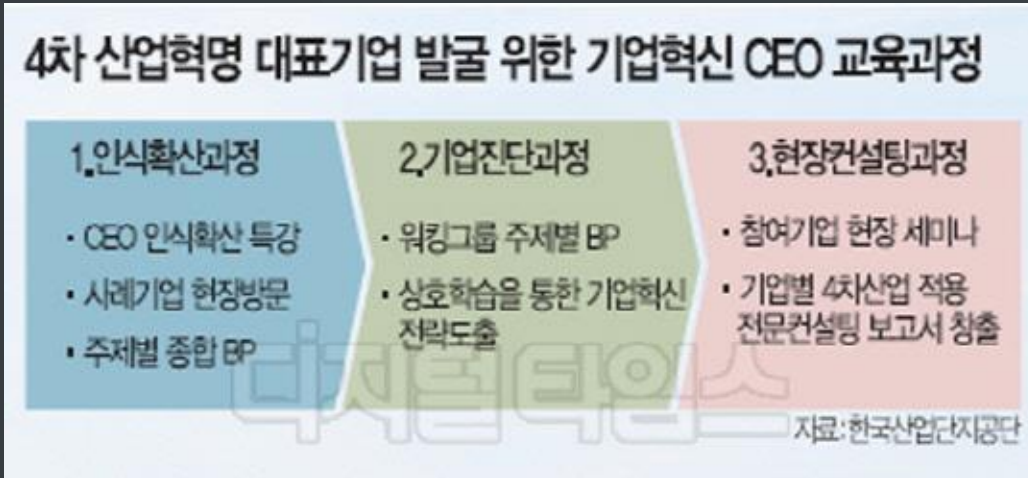 4차 산업혁명 대표기업 발굴 위한 기업혁신 CEO 교육과정
1.인식확산과정
· CEO 인식확산 특강
· 사례기업 현장방문
· 주제별 종합 BP
2.기업진단과정
· 워킹그룹 주제별 BP
· 상호학습을 통한 기업혁신
전략도출
3.현장컨설팅과정
· 참여기업 현장 세미나
· 기업별 4차산업 적용
전문컨설팅 보고서 창출
디지털타임스
자료:한국산업단지공단